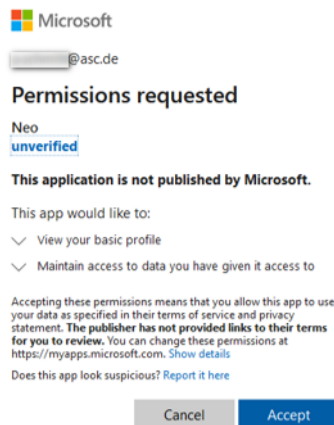 Microsoft
@asc.de
Permissions requested
Neo
unverified
This application is not published by Microsoft.
This app would like to:
View your basic profile
Maintain access to data you have given it access to
Accepting these permissions means that you allow this app to use
your data as specified in their terms of service and privacy
statement. The publisher has not provided links to their terms
for you to review. You can change these permissions at
https://myapps.microsoft.com. Show details
Does this app look suspicious? Report it here
Cancel
Accept